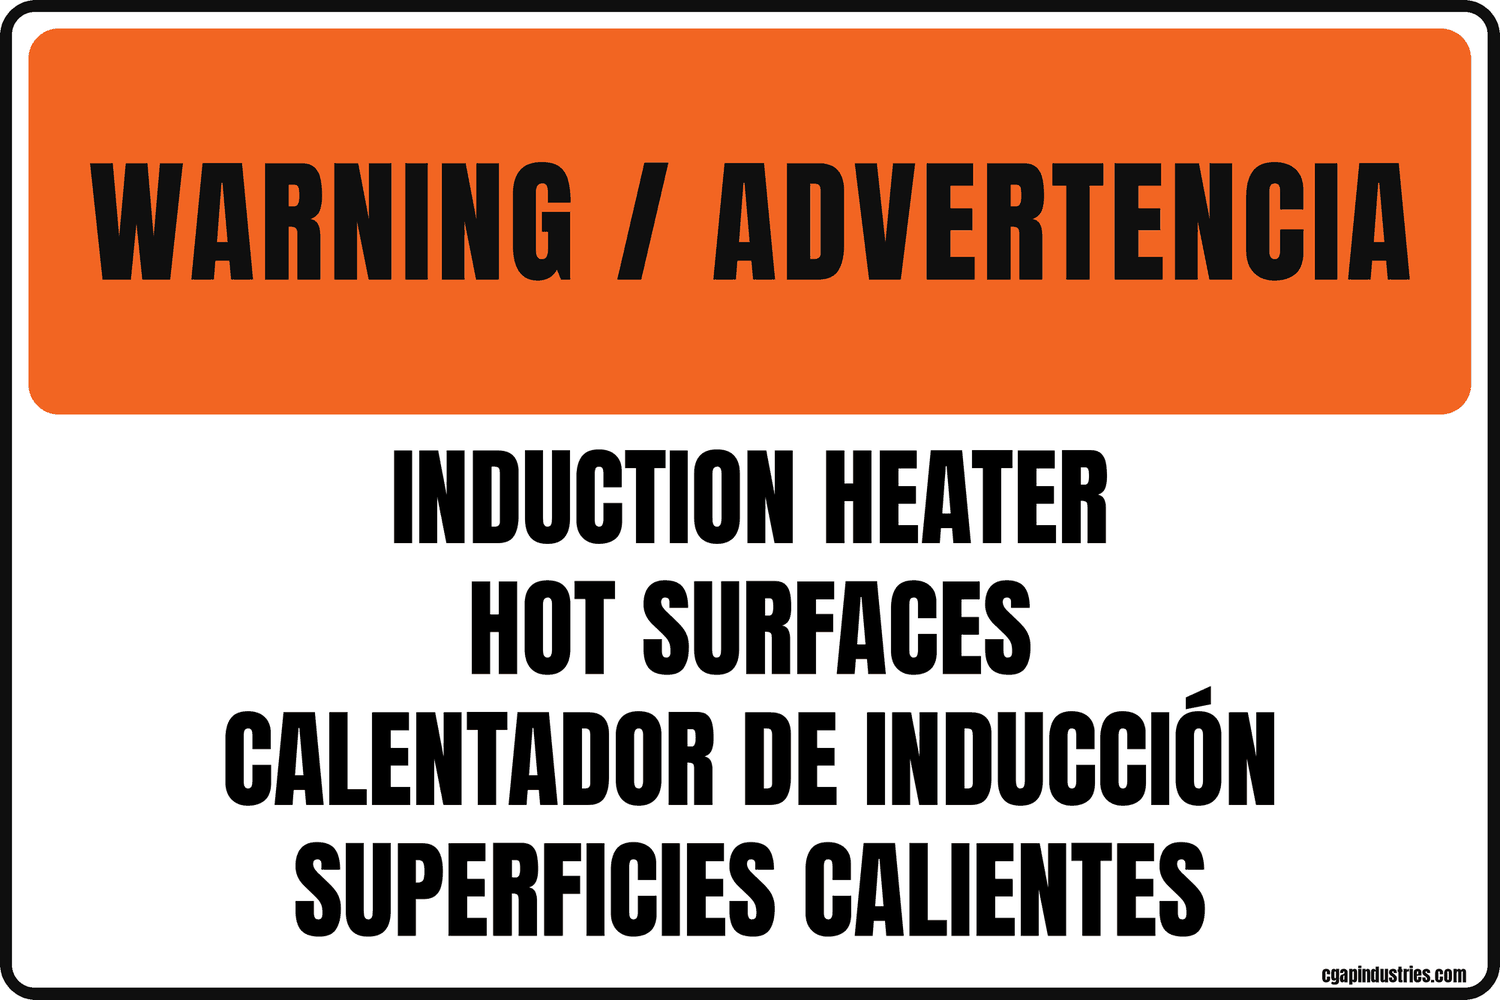 WARNING / ADVERTENCIA
INDUCTION HEATER
HOT SURFACES
CALENTADOR DE INDUCCIÓN
SUPERFICIES CALIENTES
cgapindustries.com